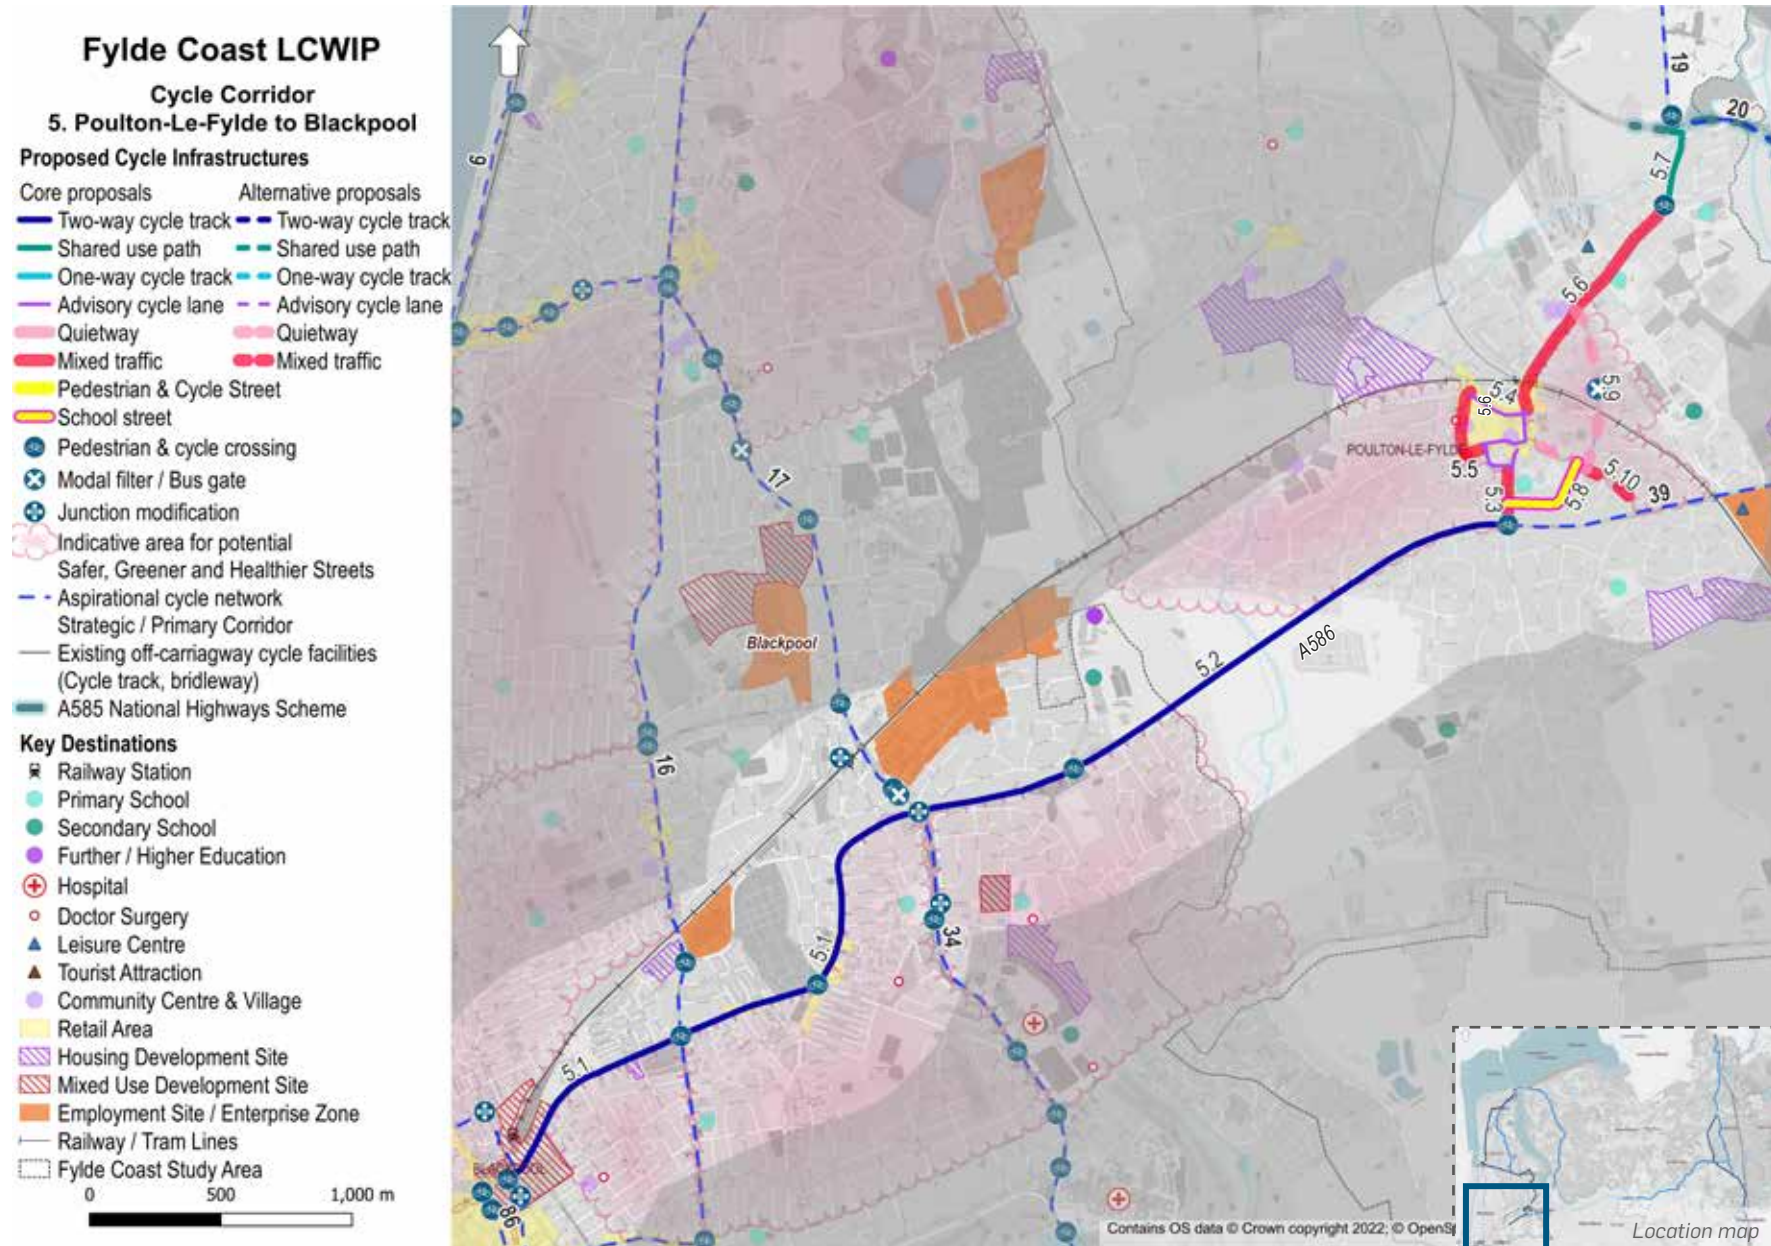 Fylde Coast LCWIP
Cycle Corridor
5. Poulton-Le-Fylde to Blackpool
Proposed Cycle Infrastructures
Core proposals Alternative proposals
Two-way cycle track Two-way cycle track
Shared use path Shared use path
One-way cycle track One-way cycle track
Advisory cycle lane Advisory cycle lane
Quietway Quietway
Mixed traffic Mixed traffic
Pedestrian & Cycle Street
School street
Pedestrian & cycle crossing
Modal filter / Bus gate
Junction modification
Indicative area for potential
Safer, Greener and Healthier Streets
Aspirational cycle network
Strategic / Primary Corridor
Existing off-carriagway cycle facilities
(Cycle track, bridleway)
A585 National Highways Scheme
Key Destinations
Railway Station
Primary School
Secondary School
Further / Higher Education
Hospital
Doctor Surgery
Leisure Centre
Tourist Attraction
Community Centre & Village
Retail Area
Housing Development Site
Mixed Use Development Site
Employment Site / Enterprise Zone
Railway / Tram Lines
Fylde Coast Study Area
0 500 1,000 m
9
19
20
5.7
5.6
5.9
5.4
5.6
POULTON-LE-FYLDE
5.5
5.3
5.8
5.10
39
17
Blackpool
A586
5.2
16
5.1
34
5.1
BLACKPOOL
86
Contains OS data © Crown copyright 2022, © OpenS
Location map